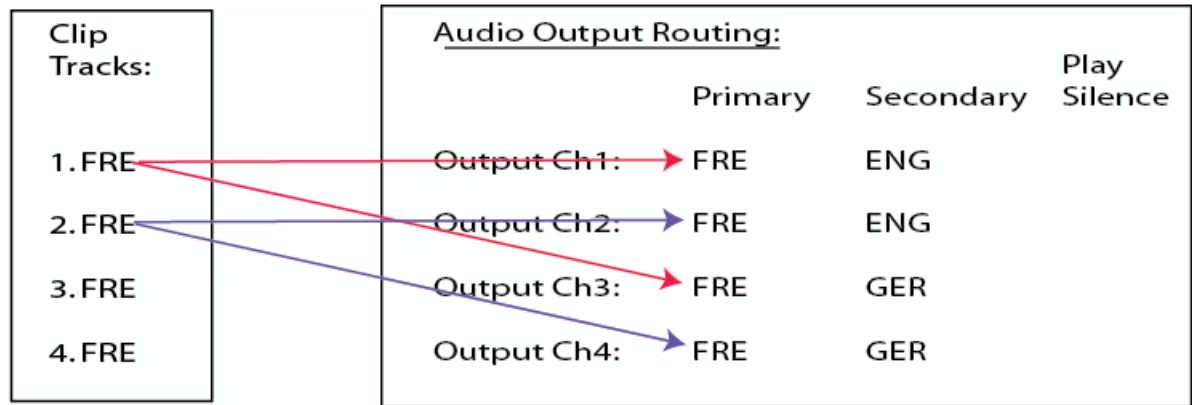 Clip
Tracks:
1. FRE
2. FRE
3. FRE
4. FRE
Audio Output Routing:
Play
Primary Secondary Silence
Output Ch1: FRE ENG
Output Ch2: FRE ENG
Output Ch3: FRE GER
Output Ch4: FRE GER